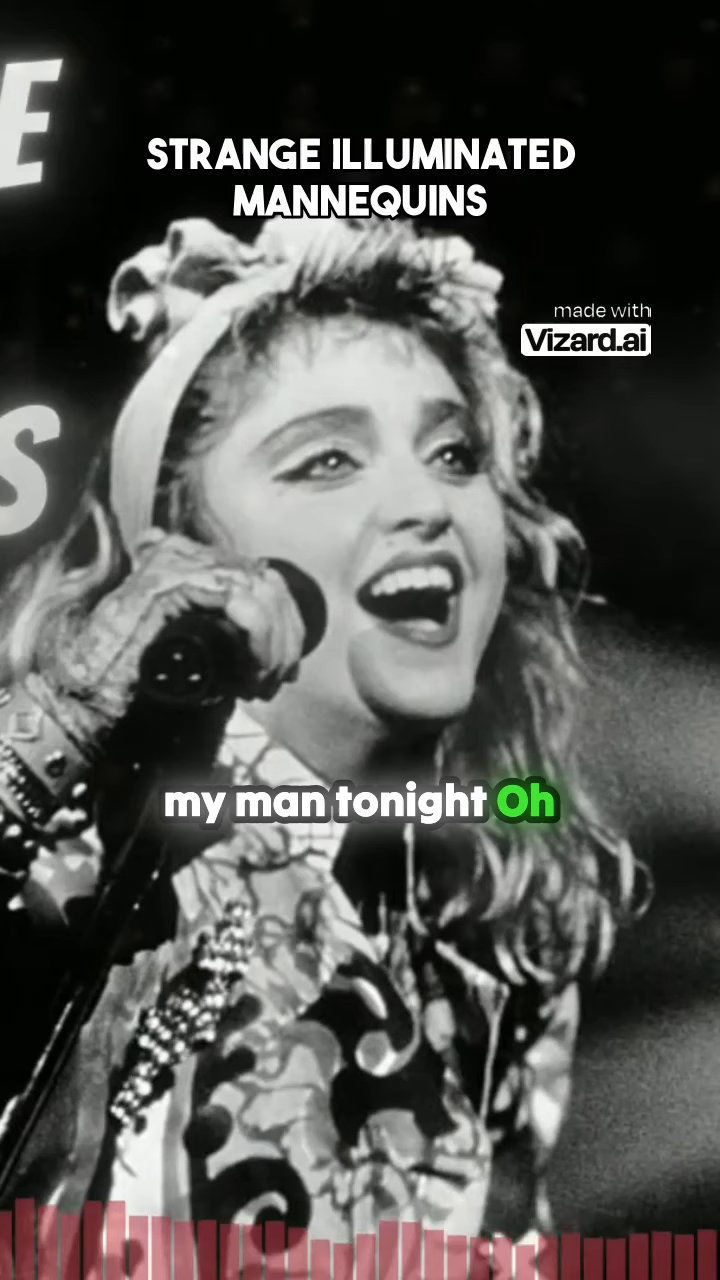 E
STRANGE ILLUMINATED
MANNEQUINS
made with
Vizard.ai
S
my man tonight Oh